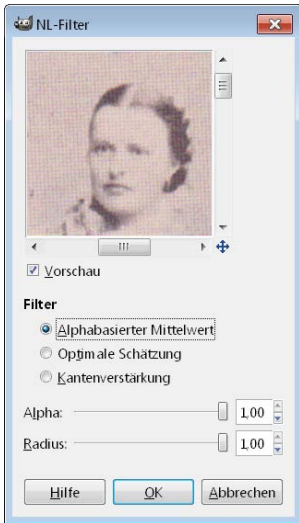 NL-Filter
Vorschau
Filter
Alphabasierter Mittelwert
Optimale Schätzung
Kantenverstärkung
Alpha: 1,00
Radius: 1,00
Hilfe OK Abbrechen